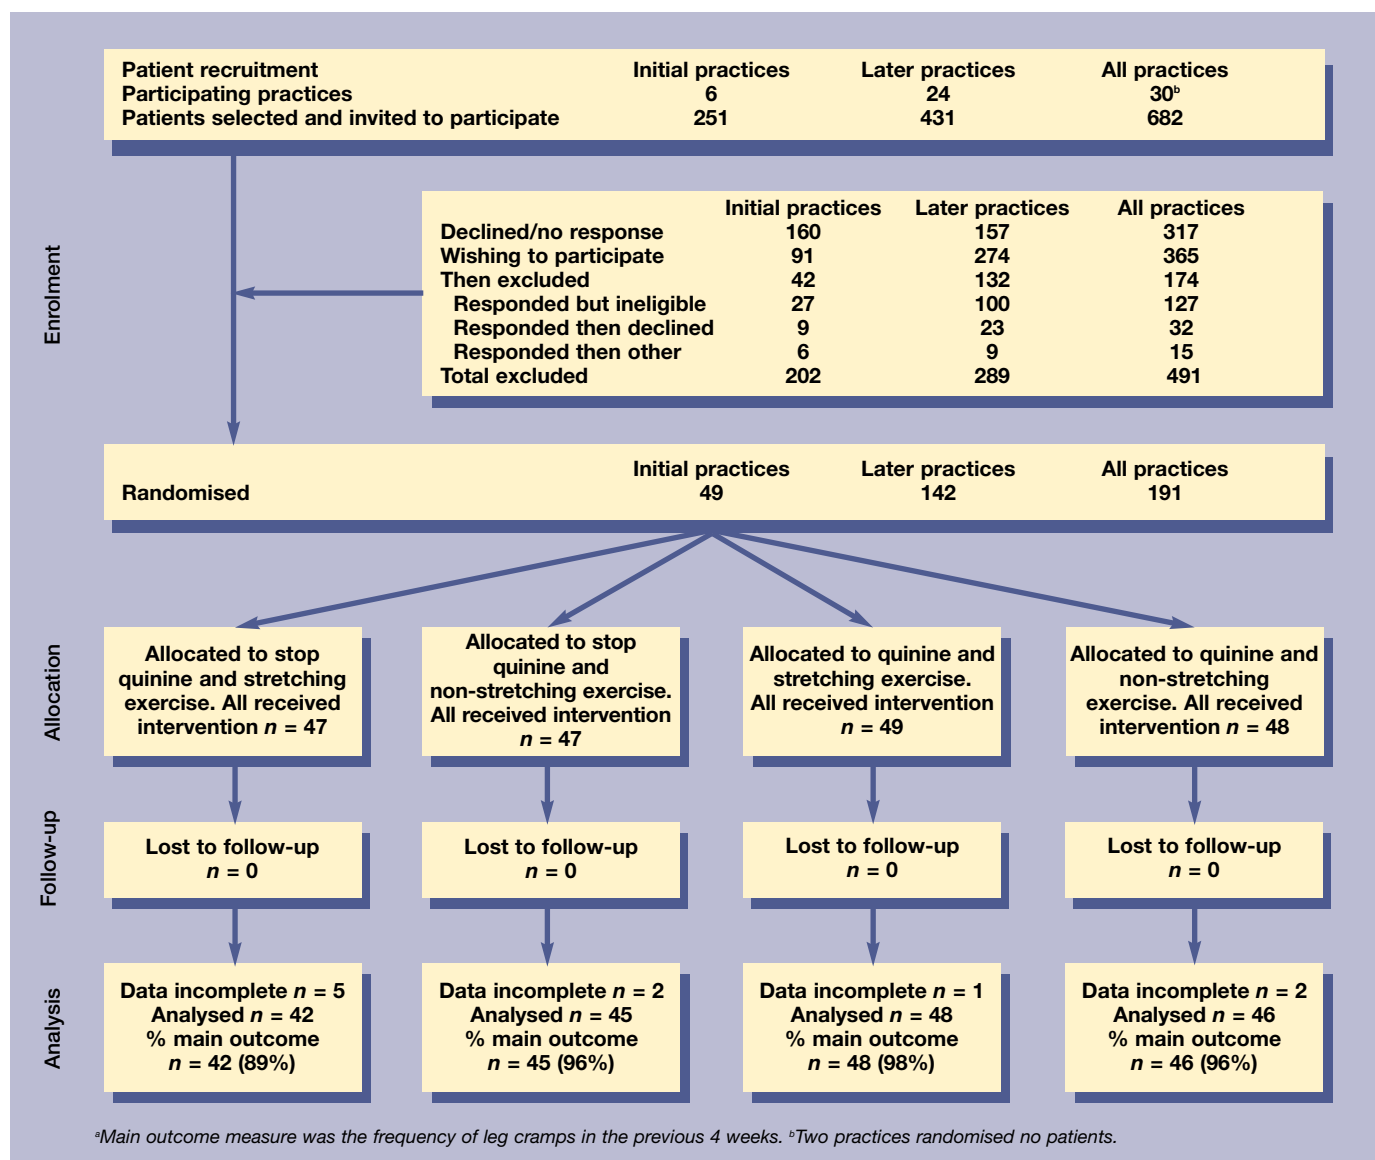 Patient recruitment Initial practices Later practices All practices
Participating practices 6 24 30ᵇ
Patients selected and invited to participate 251 431 682
Enrolment
Initial practices Later practices All practices
Declined/no response 160 157 317
Wishing to participate 91 274 365
Then excluded 42 132 174
Responded but ineligible 27 100 127
Responded then declined 9 23 32
Responded then other 6 9 15
Total excluded 202 289 491
Initial practices Later practices All practices
Randomised 49 142 191
Allocation
Allocated to stop
quinine and stretching
exercise. All received
intervention n = 47
Allocated to stop
quinine and
non-stretching exercise.
All received intervention
n = 47
Allocated to quinine and
stretching exercise.
All received intervention
n = 49
Allocated to quinine and
non-stretching
exercise. All received
intervention n = 48
Follow-up
Lost to follow-up
n = 0
Lost to follow-up
n = 0
Lost to follow-up
n = 0
Lost to follow-up
n = 0
Analysis
Data incomplete n = 5
Analysed n = 42
% main outcome
n = 42 (89%)
Data incomplete n = 2
Analysed n = 45
% main outcome
n = 45 (96%)
Data incomplete n = 1
Analysed n = 48
% main outcome
n = 48 (98%)
Data incomplete n = 2
Analysed n = 46
% main outcome
n = 46 (96%)
ᵃMain outcome measure was the frequency of leg cramps in the previous 4 weeks. ᵇTwo practices randomised no patients.